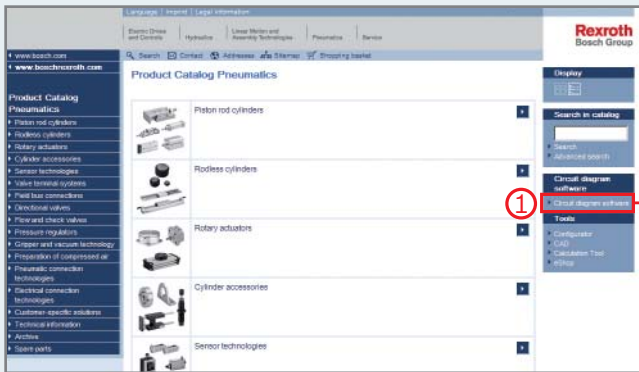 Language | Imprint | Legal information
Electric Drives and Controls | Hydraulics | Linear Motion and Assembly Technologies | Pneumatics | Service
Rexroth
Bosch Group
www.bosch.com
www.boschrexroth.com
Search Contact Addresses Sitemap Shopping basket
Product Catalog
Pneumatics
Piston rod cylinders
Rodless cylinders
Rotary actuators
Cylinder accessories
Sensor technologies
Valve terminal systems
Field bus connections
Directional valves
Flow and check valves
Pressure regulators
Gripper and vacuum technology
Preparation of compressed air
Pneumatic connection
technologies
Electrical connection
technologies
Customer-specific solutions
Technical information
Archive
Spare parts
Product Catalog Pneumatics
Piston rod cylinders
Rodless cylinders
Rotary actuators
Cylinder accessories
Sensor technologies
Display
Search in catalog
Search
Advanced search
Circuit diagram
software
1
Circuit diagram software
Tools
Configurator
CAD
Calculation Tool
eShop